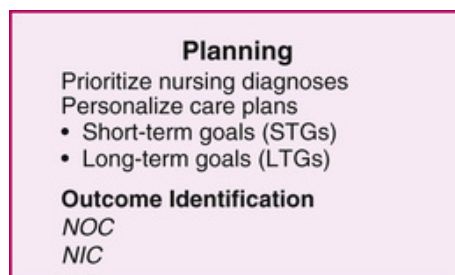 Planning
Prioritize nursing diagnoses
Personalize care plans
• Short-term goals (STGs)
• Long-term goals (LTGs)
Outcome Identification
NOC
NIC